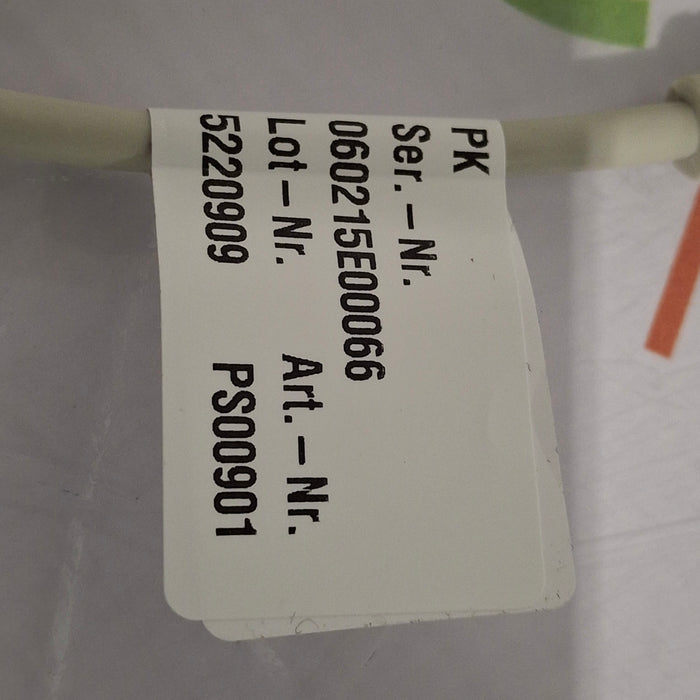 PK
Ser.-Nr.
060215E00066
Lot-Nr. Art.-Nr.
5220909 PS00901